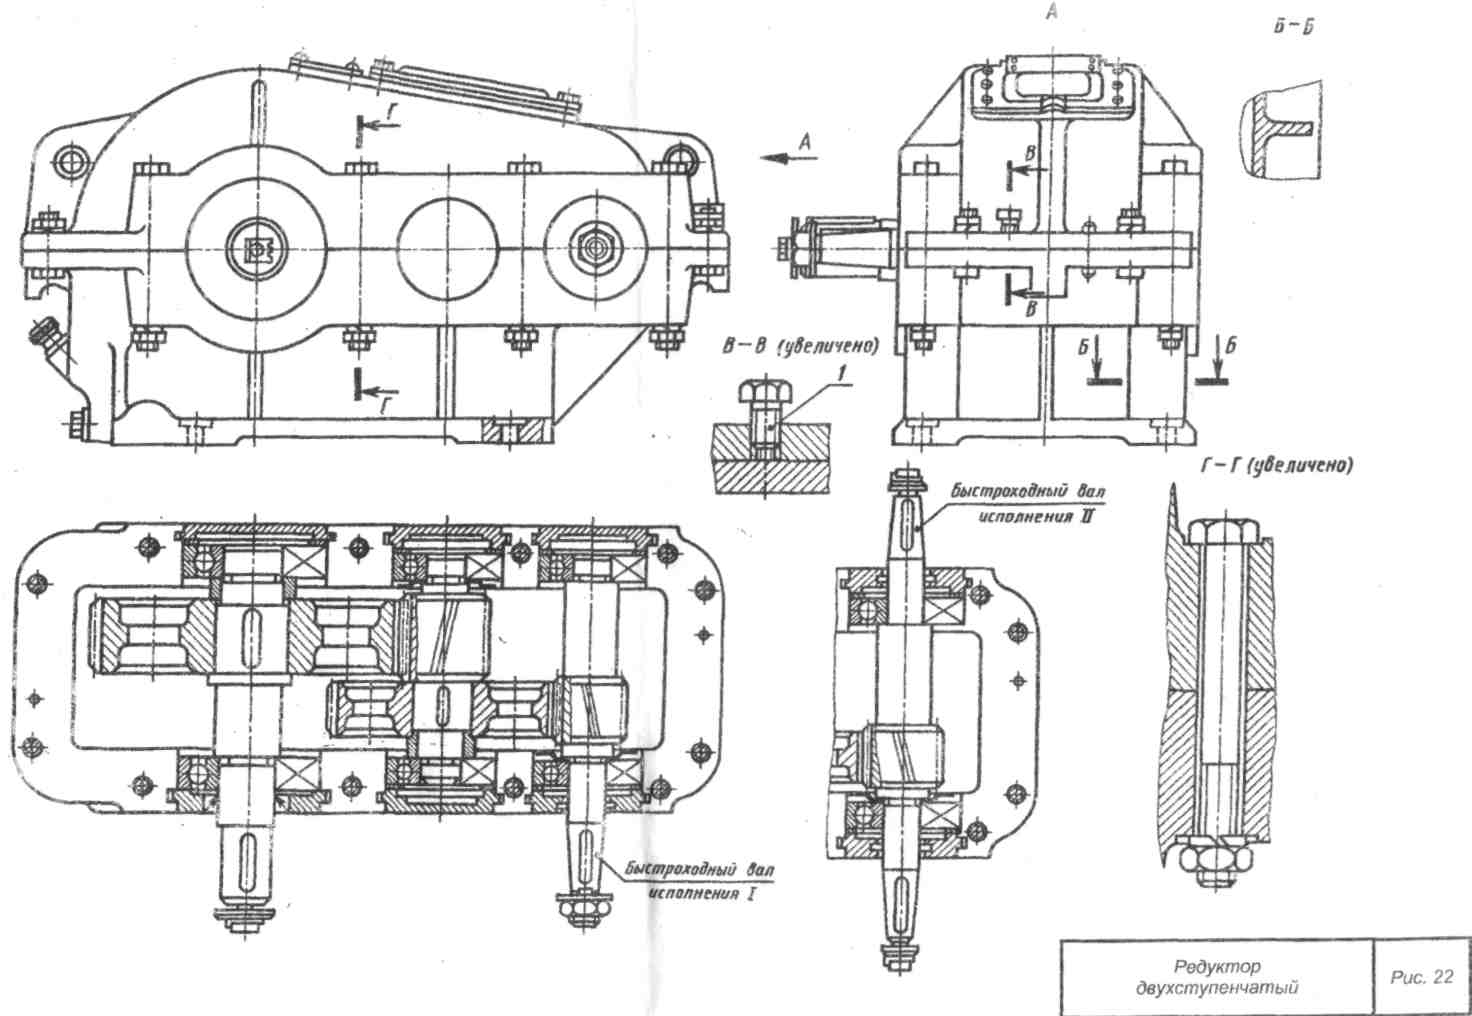 А
Б–Б
Г
А
В
В
Б
Б
Г
В–В (увеличено)
1
Г–Г (увеличено)
Быстроходный вал
исполнения II
Быстроходный вал
исполнения I
Редуктор
двухступенчатый
Рис. 22